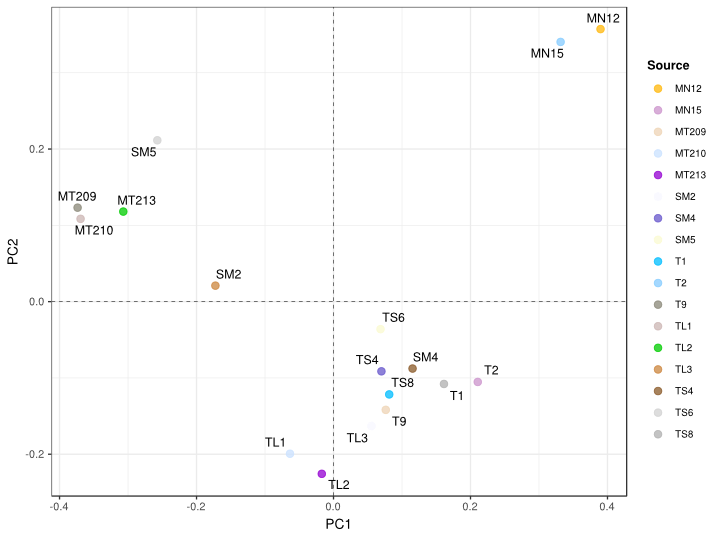 MN12
MN15
SM5
MT209
MT213
MT210
SM2
TS6
TS4
SM4
T2
TS8
T1
T9
TL3
TL1
TL2
0.2
0.0
-0.2
PC2
-0.4
-0.2
0.0
0.2
0.4
PC1
Source
MN12
MN15
MT209
MT210
MT213
SM2
SM4
SM5
T1
T2
T9
TL1
TL2
TL3
TS4
TS6
TS8